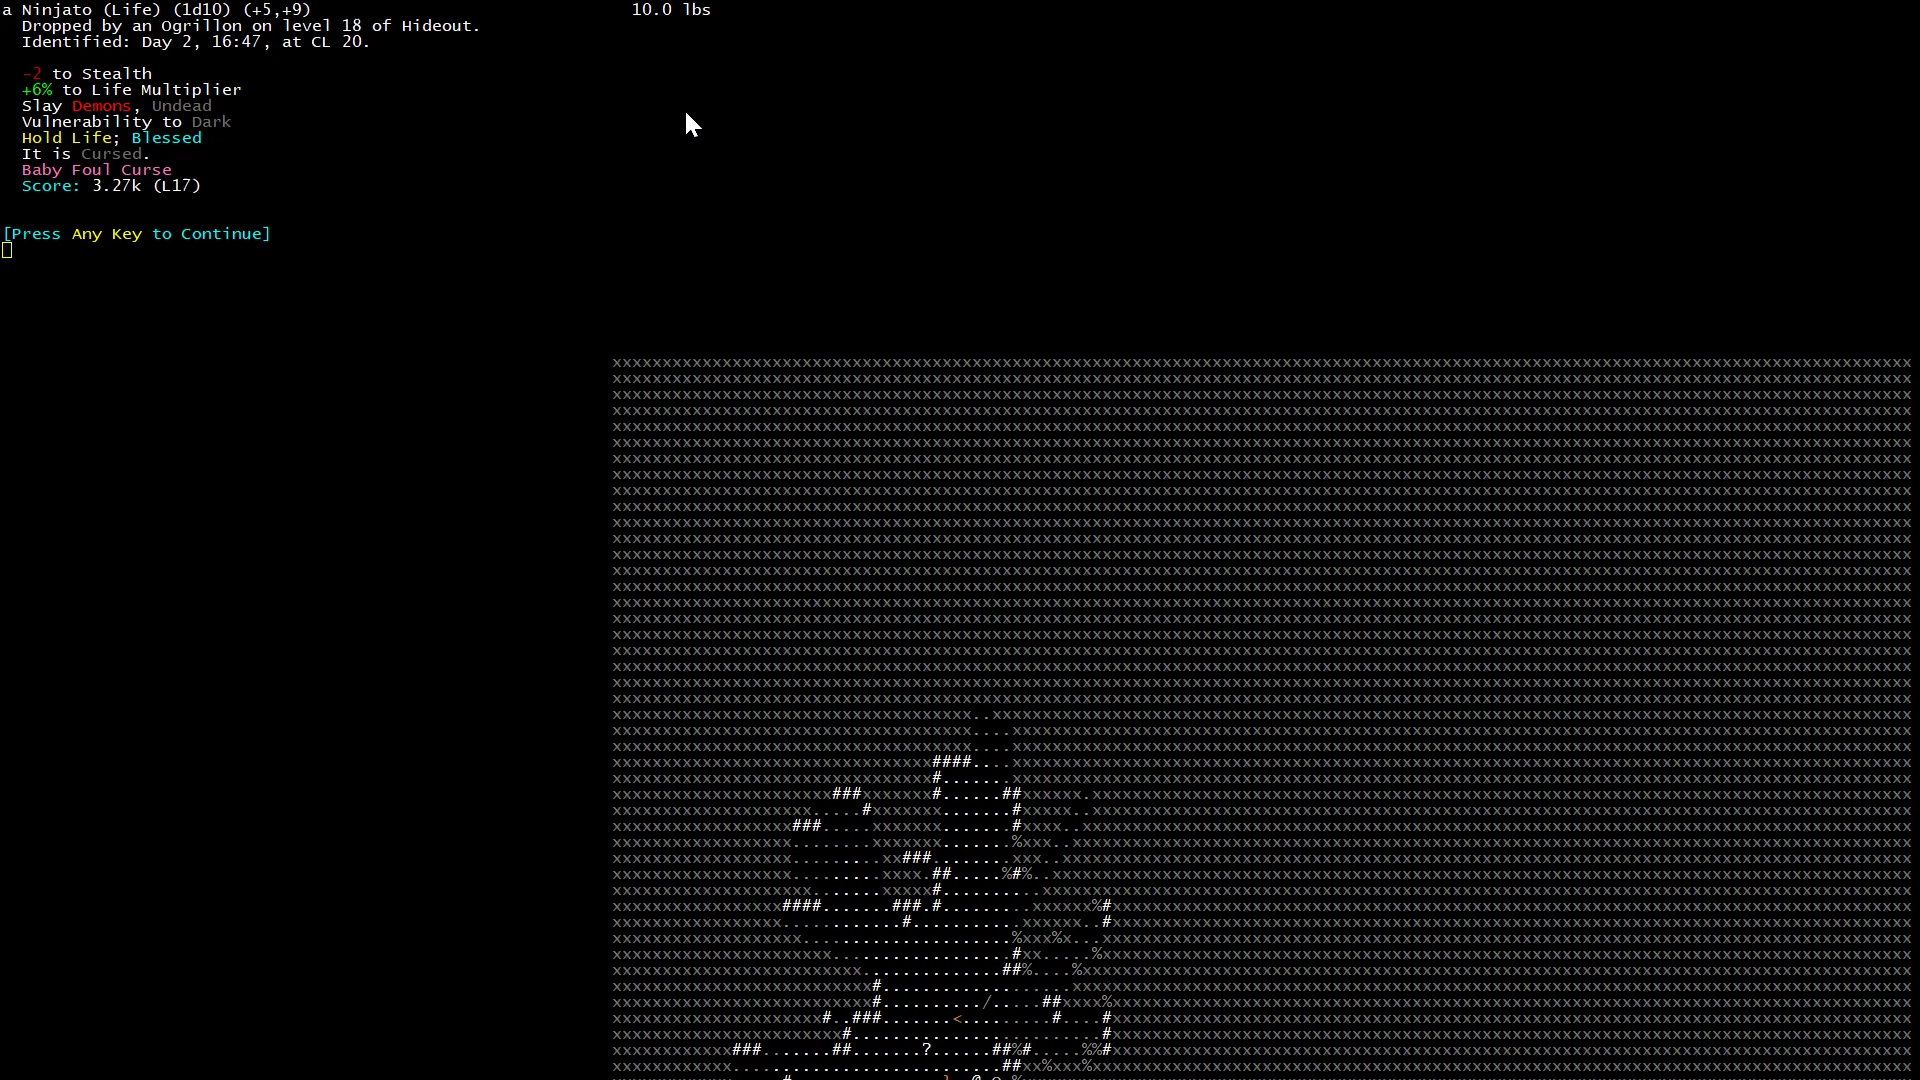 a Ninjato (Life) (1d10) (+5,+9) 10.0 lbs
Dropped by an Ogrillon on level 18 of Hideout.
Identified: Day 2, 16:47, at CL 20.
-2 to Stealth
+6% to Life Multiplier
Slay Demons, Undead
Vulnerability to Dark
Hold Life; Blessed
It is Cursed.
Baby Foul Curse
Score: 3.27k (L17)
[Press Any Key to Continue]